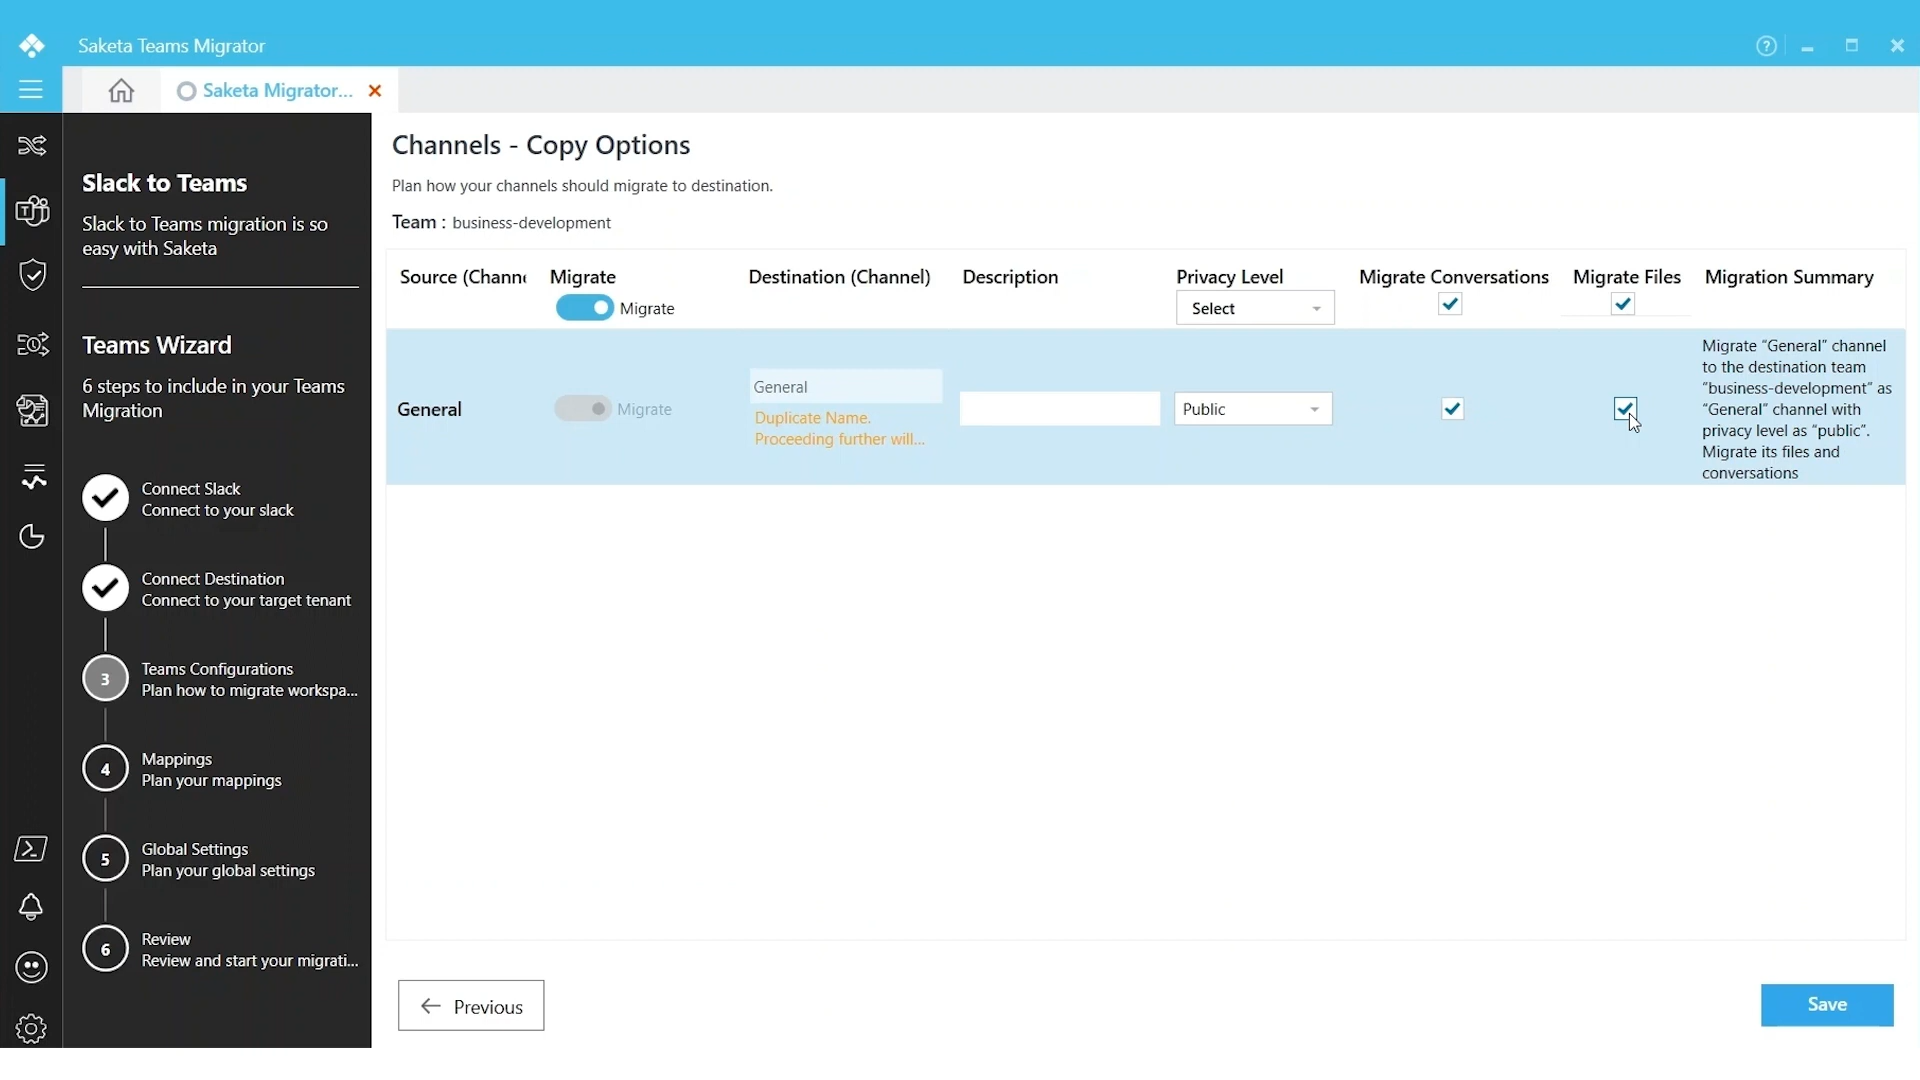 Saketa Teams Migrator
Saketa Migrator...
Slack to Teams
Slack to Teams migration is so
easy with Saketa
Teams Wizard
6 steps to include in your Teams
Migration
Connect Slack
Connect to your slack
Connect Destination
Connect to your target tenant
3
Teams Configurations
Plan how to migrate workspa...
4
Mappings
Plan your mappings
5
Global Settings
Plan your global settings
6
Review
Review and start your migrati...
Channels - Copy Options
Plan how your channels should migrate to destination.
Team : business-development
Source (Channe Migrate Destination (Channel) Description Privacy Level Migrate Conversations Migrate Files Migration Summary
Migrate Select
General Migrate General Public
Duplicate Name.
Proceeding further will...
Migrate "General" channel
to the destination team
"business-development" as
"General" channel with
privacy level as "public".
Migrate its files and
conversations
Previous
Save